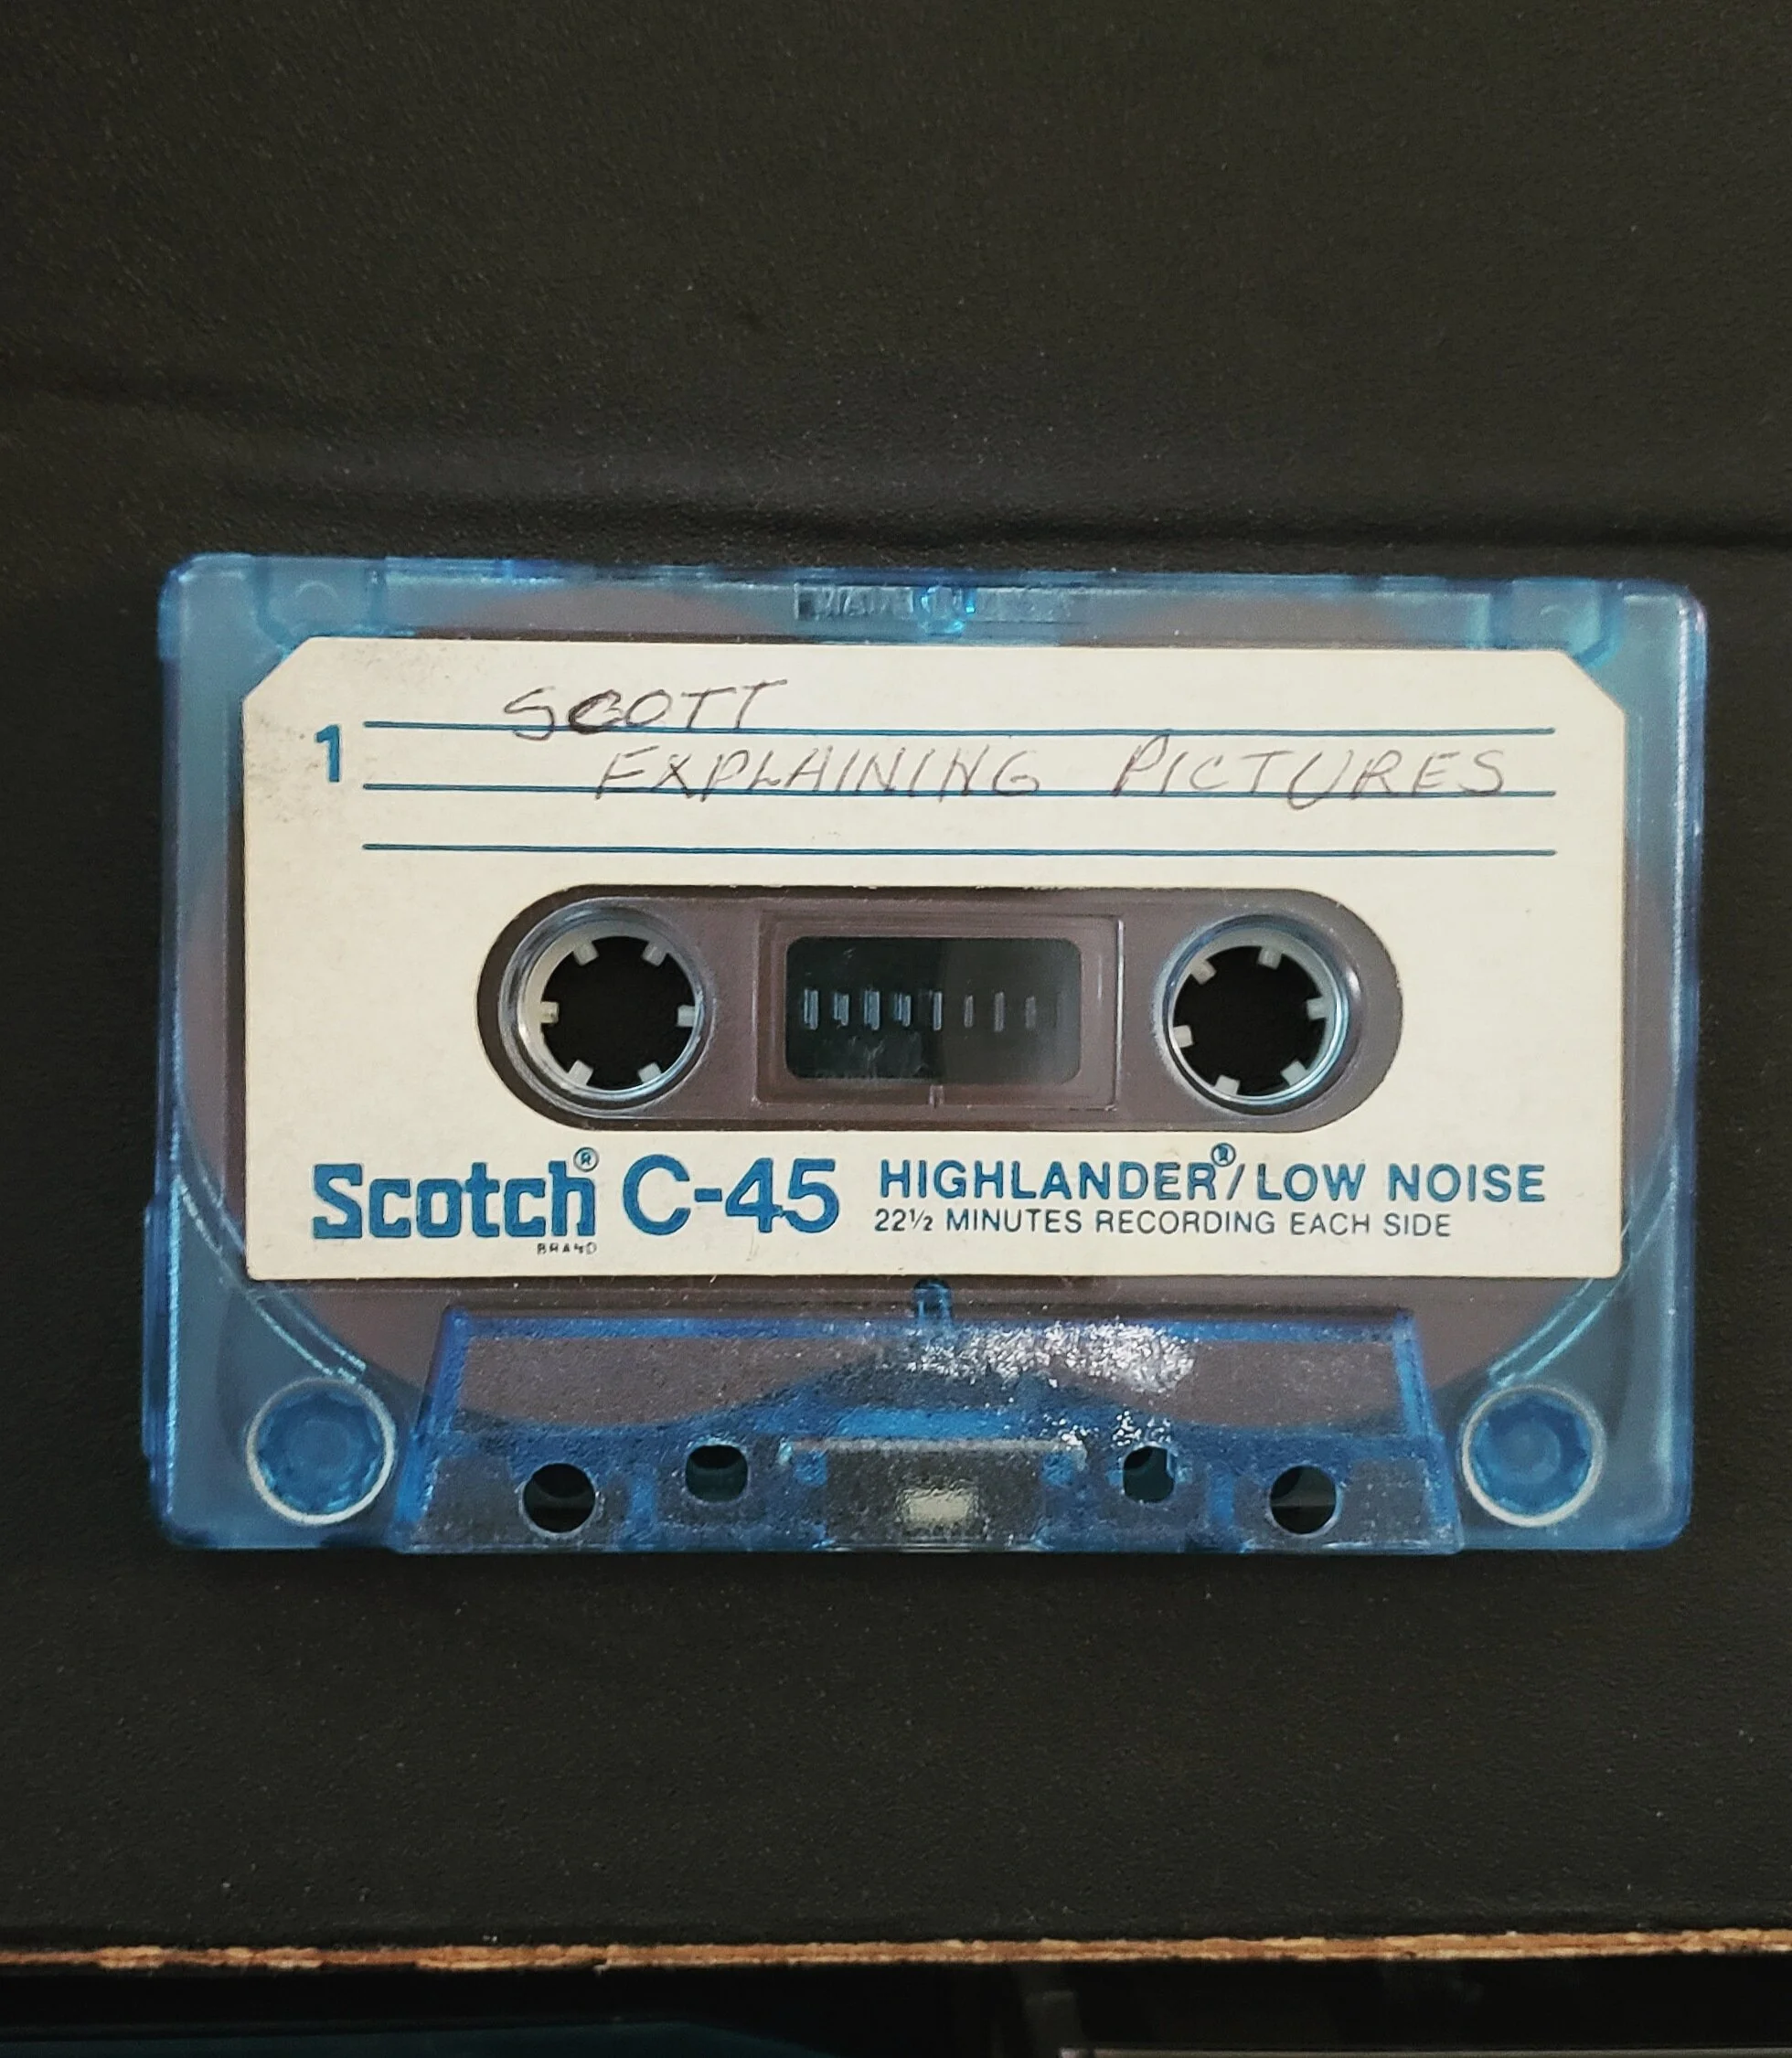 SCOTT
1
EXPLAINING PICTURES
Scotch® C-45 HIGHLANDER®/LOW NOISE
BRAND
22½ MINUTES RECORDING EACH SIDE